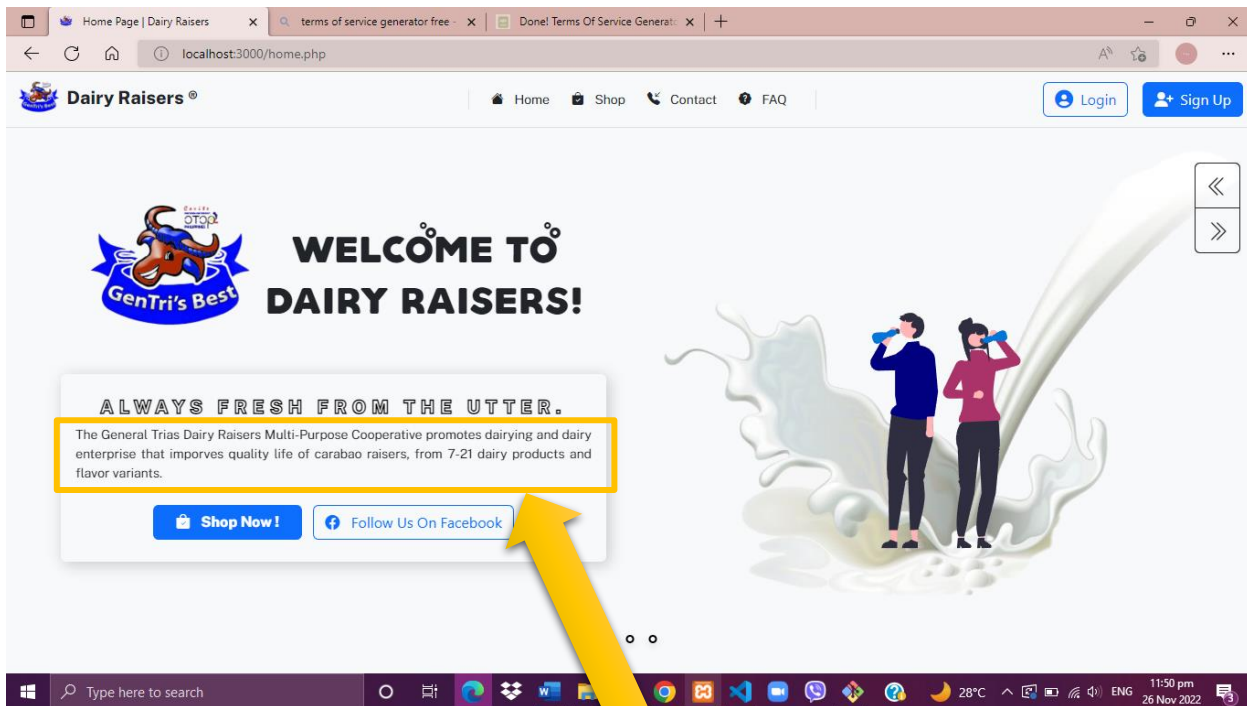 Home Page | Dairy Raisers
terms of service generator free -
Done! Terms Of Service Generato
localhost:3000/home.php
Dairy Raisers ®
Home
Shop
Contact
FAQ
Login
Sign Up
OTOP
GenTri's Best
WELCOME TO
DAIRY RAISERS!
ALWAYS FRESH FROM THE UTTER.
The General Trias Dairy Raisers Multi-Purpose Cooperative promotes dairying and dairy
enterprise that imporves quality life of carabao raisers, from 7-21 dairy products and
flavor variants.
Shop Now !
Follow Us On Facebook
Type here to search
28°C
ENG
11:50 pm
26 Nov 2022
3